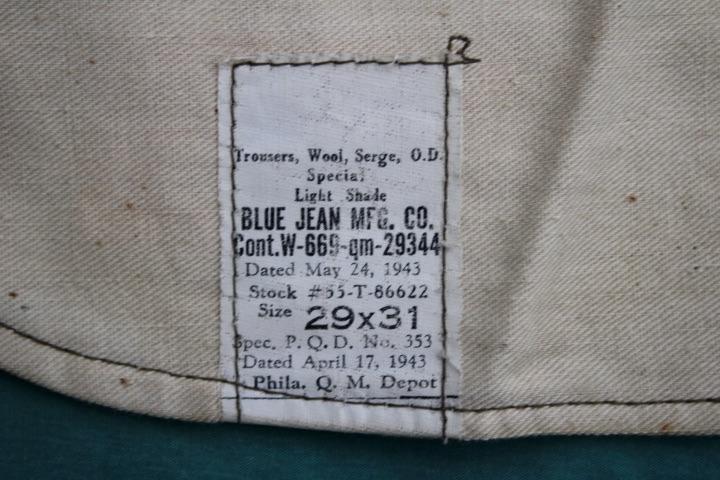 Trousers, Wool, Serge, O.D.
Special
Light Shade
BLUE JEAN MFG. CO.
Cont.W-669-qm-29344
Dated May 24, 1943
Stock #55-T-86622
Size 29x31
Spec. P. Q. D. No. 353
Dated April 17, 1943
Phila. Q. M. Depot